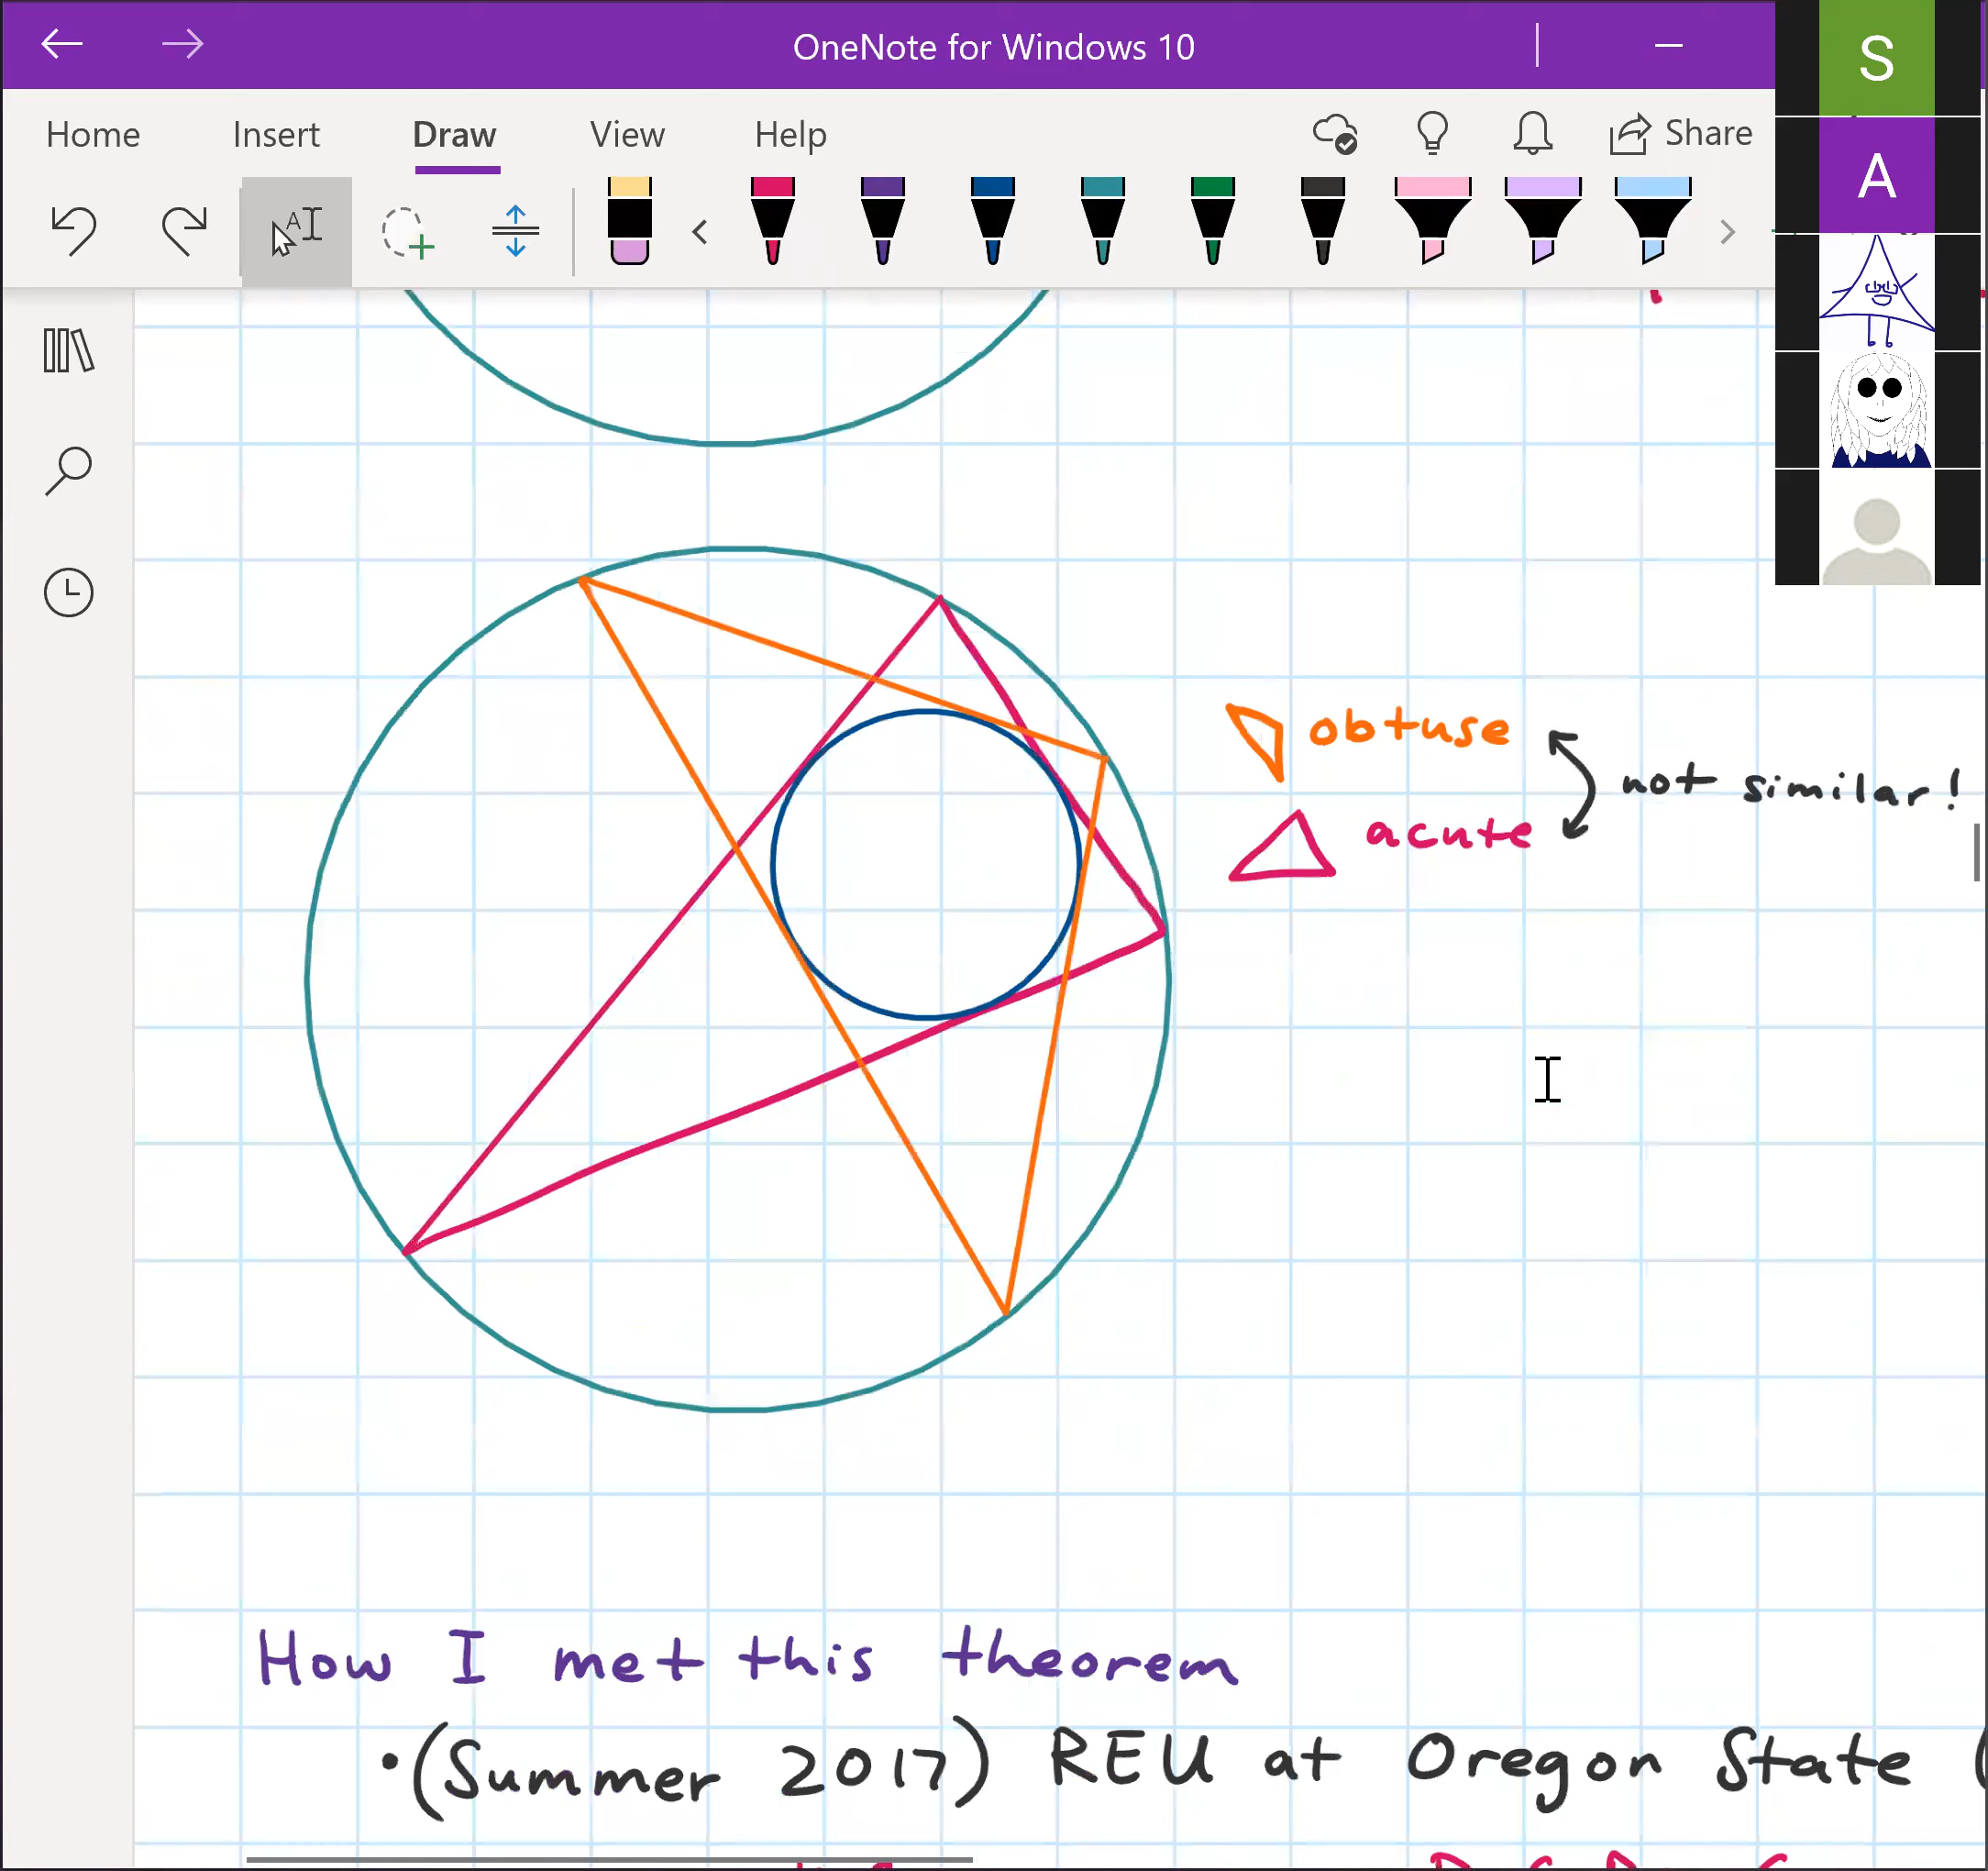 OneNote for Windows 10
S
Home Insert Draw View Help Share
A
obtuse
not similar!
acute
How I met this theorem
•(Summer 2017) REU at Oregon State (